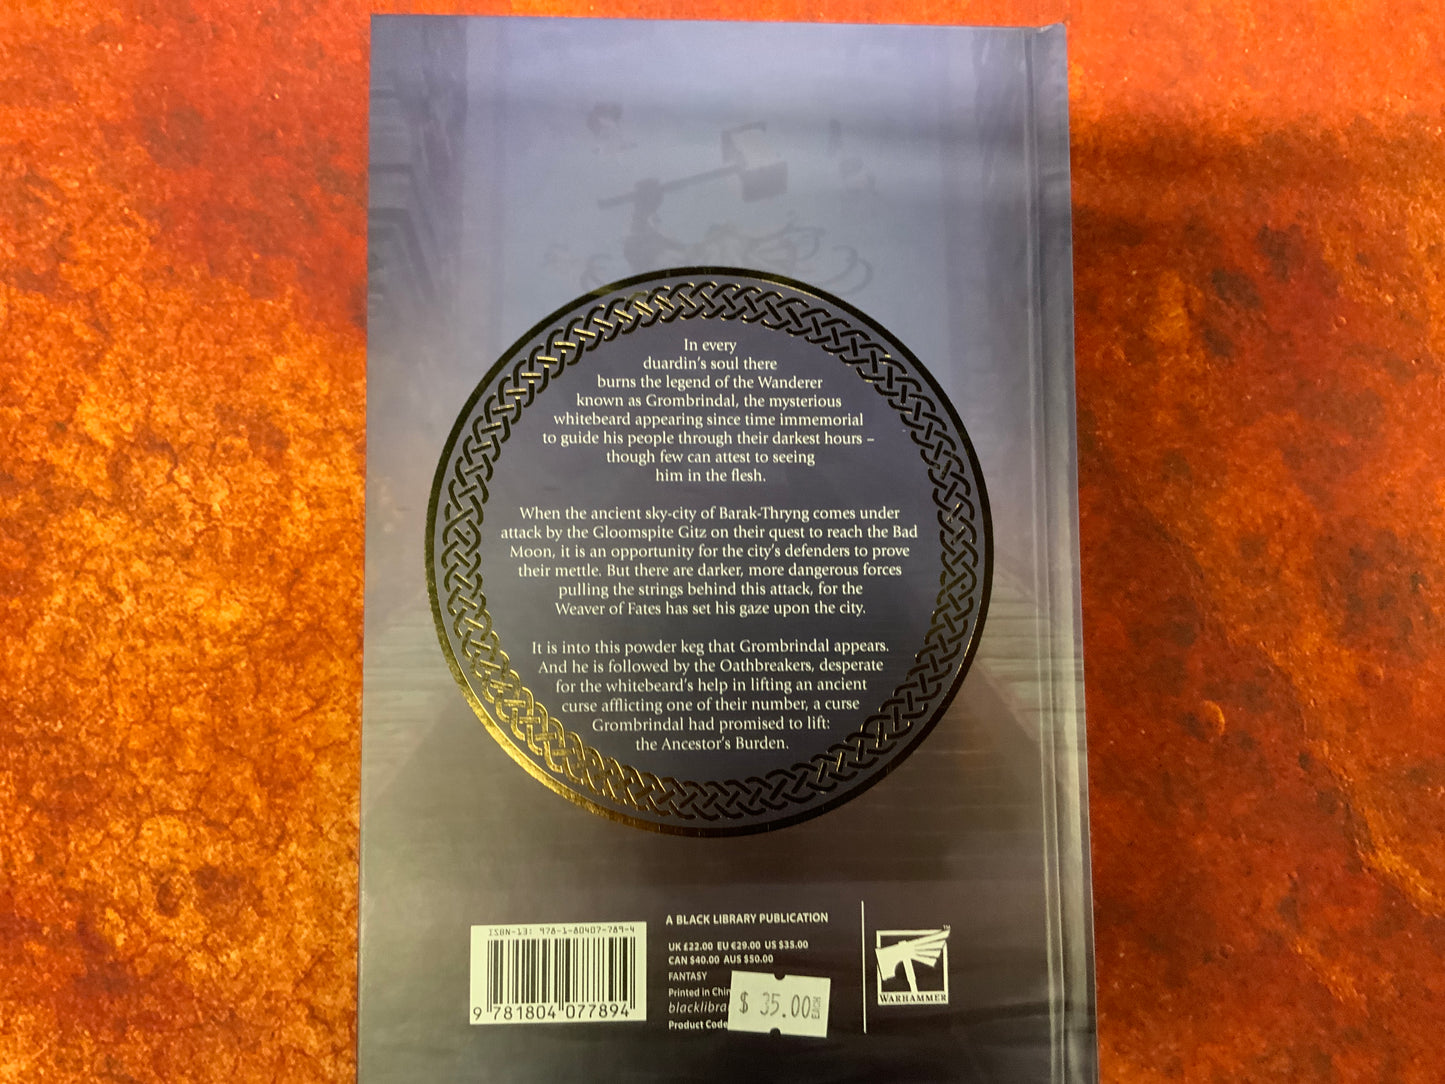 In every
duardin's soul there
burns the legend of the Wanderer
known as Grombrindal, the mysterious
whitebeard appearing since time immemorial
to guide his people through their darkest hours –
though few can attest to seeing
him in the flesh.
When the ancient sky-city of Barak-Thryng comes under
attack by the Gloomspite Gitz on their quest to reach the Bad
Moon, it is an opportunity for the city's defenders to prove
their mettle. But there are darker, more dangerous forces
pulling the strings behind this attack, for the
Weaver of Fates has set his gaze upon the city.
It is into this powder keg that Grombrindal appears.
And he is followed by the Oathbreakers, desperate
for the whitebeard's help in lifting an ancient
curse afflicting one of their number, a curse
Grombrindal had promised to lift:
the Ancestor's Burden.
ISBN-13: 978-1-80407-789-4
9 781804 077894
A BLACK LIBRARY PUBLICATION
UK £22.00 EU €29.00 US $35.00
CAN $40.00 AUS $50.00
FANTASY
Printed in
Product Code
$ 35.00 EACH
WARHAMMER
TM